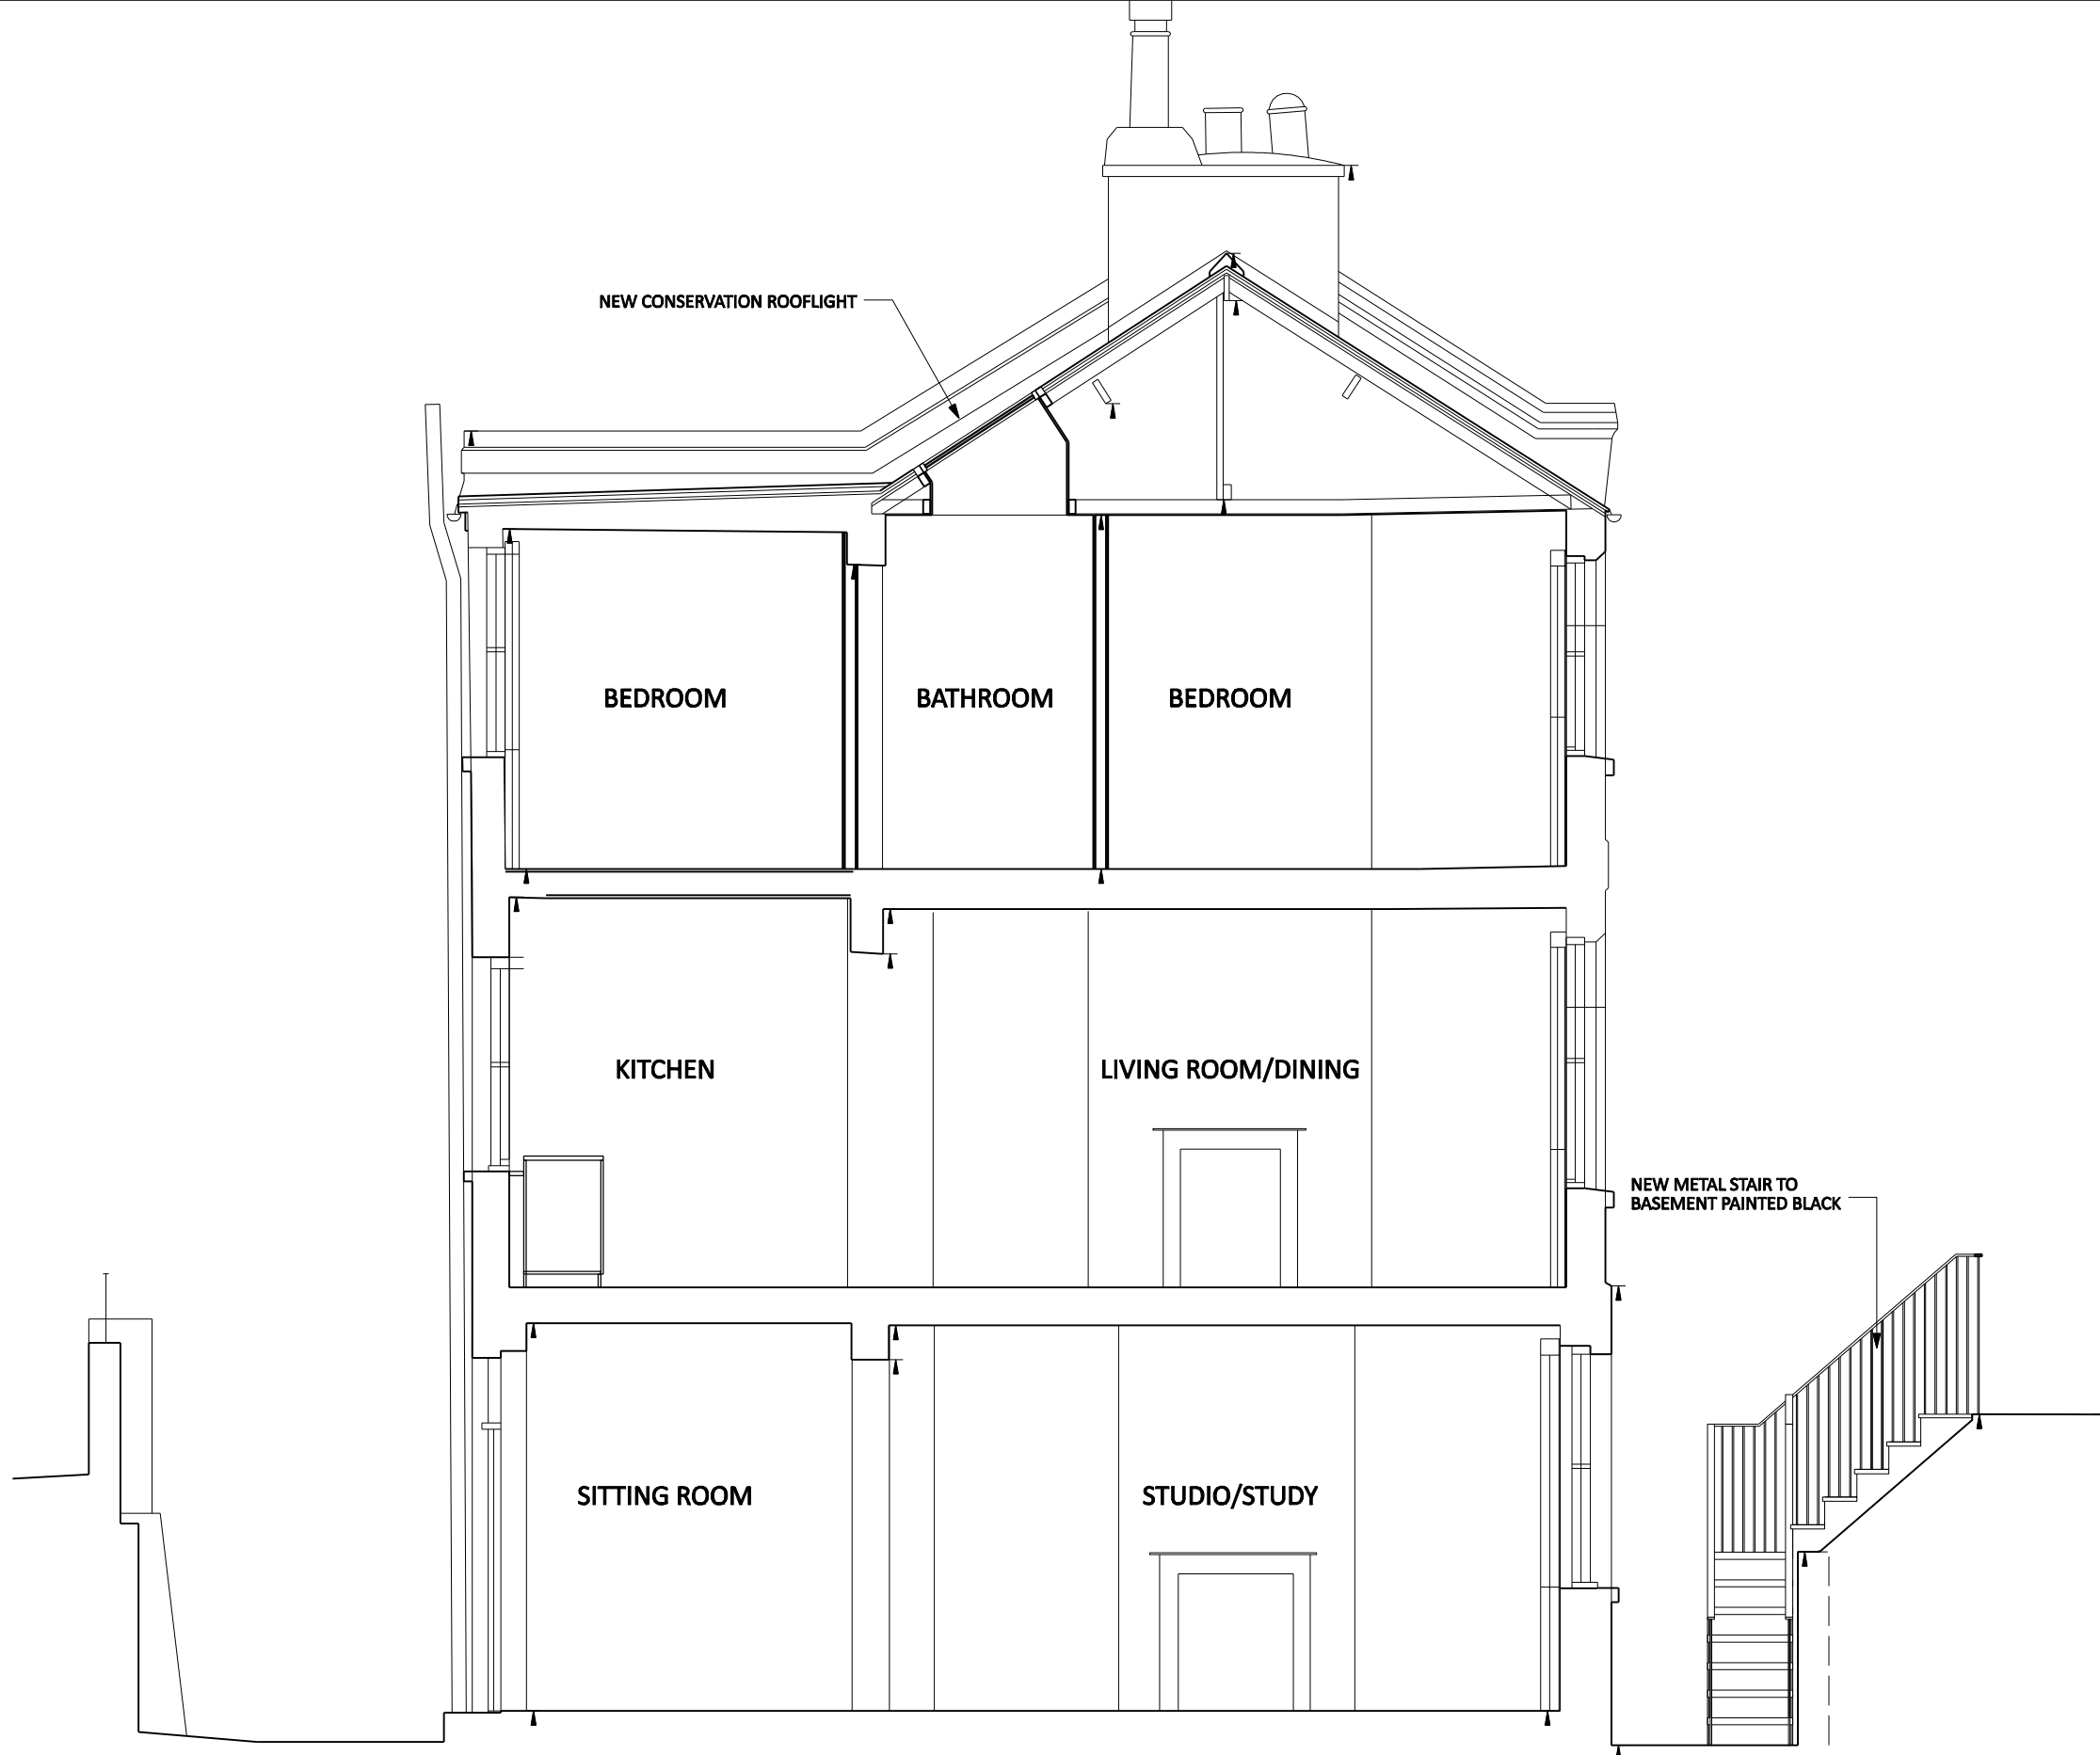 NEW CONSERVATION ROOFLIGHT
BEDROOM
BATHROOM
BEDROOM
KITCHEN
LIVING ROOM/DINING
NEW METAL STAIR TO
BASEMENT PAINTED BLACK
SITTING ROOM
STUDIO/STUDY